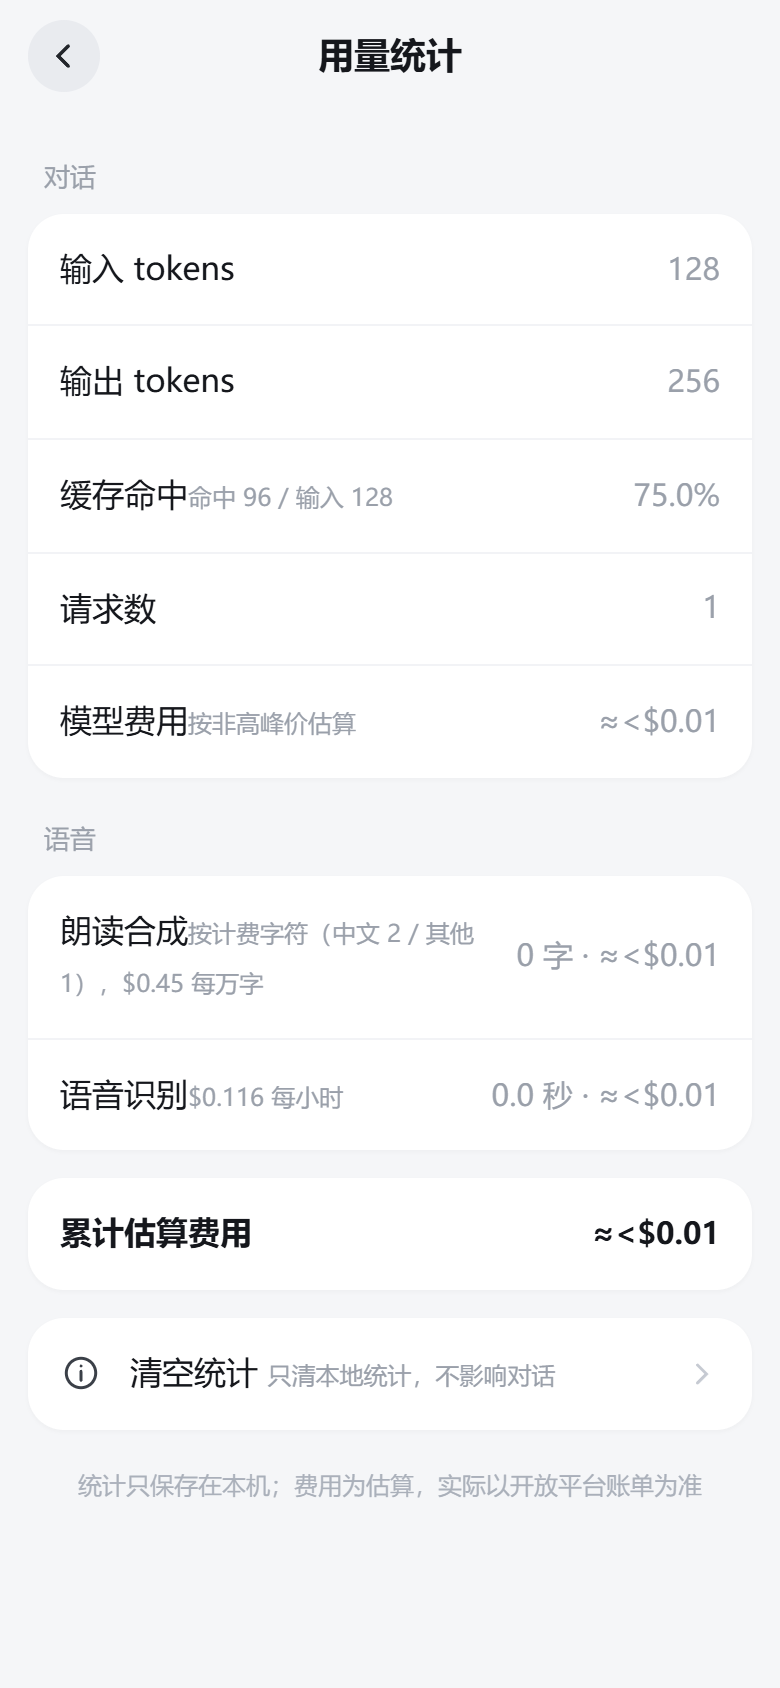 用量统计
对话
输入 tokens 128
输出 tokens 256
缓存命中命中 96 / 输入 128 75.0%
请求数 1
模型费用按非高峰价估算 ≈<$0.01
语音
朗读合成按计费字符（中文 2 / 其他
1），$0.45 每万字
0 字 · ≈<$0.01
语音识别$0.116 每小时 0.0 秒 · ≈<$0.01
累计估算费用 ≈<$0.01
清空统计 只清本地统计，不影响对话
统计只保存在本机；费用为估算，实际以开放平台账单为准